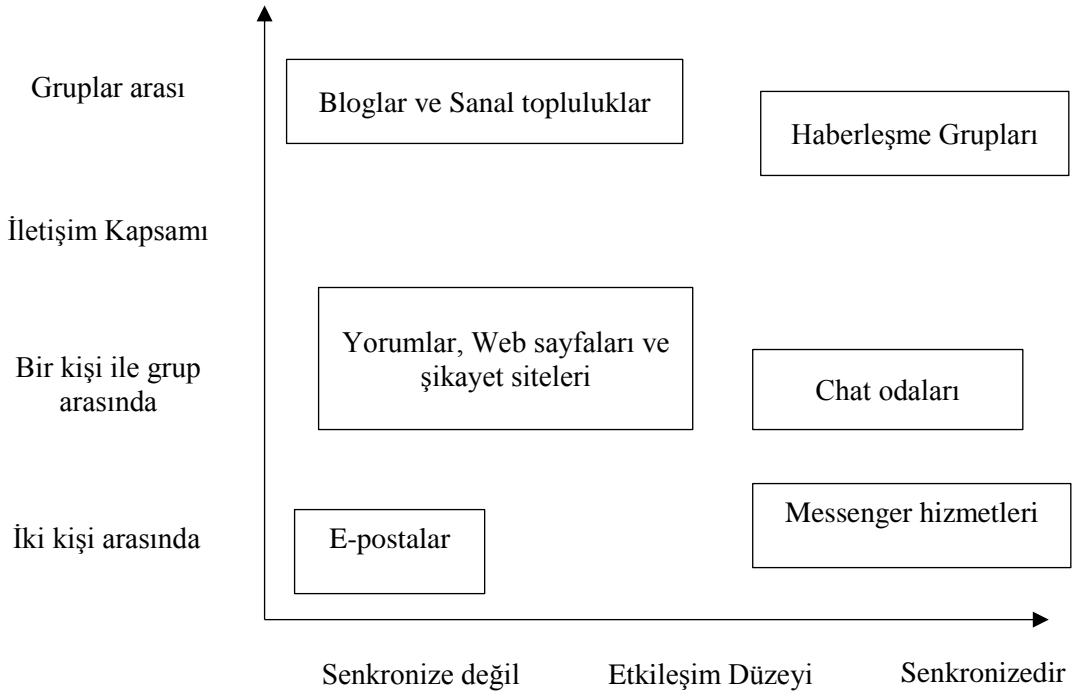 Gruplar arası
Bloglar ve Sanal topluluklar
Haberleşme Grupları
İletişim Kapsamı
Yorumlar, Web sayfaları ve
şikayet siteleri
Bir kişi ile grup
arasında
Chat odaları
Messenger hizmetleri
İki kişi arasında
E-postalar
Senkronize değil
Etkileşim Düzeyi
Senkronizedir